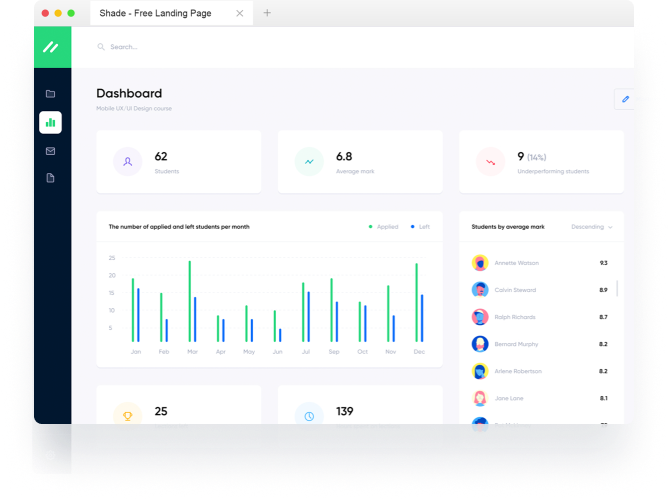 Shade - Free Landing Page
Search...
Dashboard
Mobile UX/UI Design course
62
Students
6.8
Average mark
9 (14%)
Underperforming students
The number of applied and left students per month
Applied
Left
25
20
15
10
5
Jan Feb Mar Apr May Jun Jul Sep Oct Nov Dec
Students by average mark
Descending
Annette Watson 9.3
Calvin Steward 8.9
Ralph Richards 8.7
Bernard Murphy 8.2
Arlene Robertson 8.2
Jane Lane 8.1
25
139